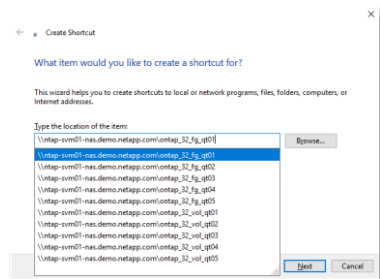 Create Shortcut
What item would you like to create a shortcut for?
This wizard helps you to create shortcuts to local or network programs, files, folders, computers, or
Internet addresses.
Type the location of the item:
\\ntap-svm01-nas.demo.netapp.com\ontap_32_fg_qt01
Browse...
\\ntap-svm01-nas.demo.netapp.com\ontap_32_fg_qt01
\\ntap-svm01-nas.demo.netapp.com\ontap_32_fg_qt02
\\ntap-svm01-nas.demo.netapp.com\ontap_32_fg_qt03
\\ntap-svm01-nas.demo.netapp.com\ontap_32_fg_qt04
\\ntap-svm01-nas.demo.netapp.com\ontap_32_fg_qt05
\\ntap-svm01-nas.demo.netapp.com\ontap_32_vol_qt01
\\ntap-svm01-nas.demo.netapp.com\ontap_32_vol_qt02
\\ntap-svm01-nas.demo.netapp.com\ontap_32_vol_qt03
\\ntap-svm01-nas.demo.netapp.com\ontap_32_vol_qt04
\\ntap-svm01-nas.demo.netapp.com\ontap_32_vol_qt05
Next
Cancel